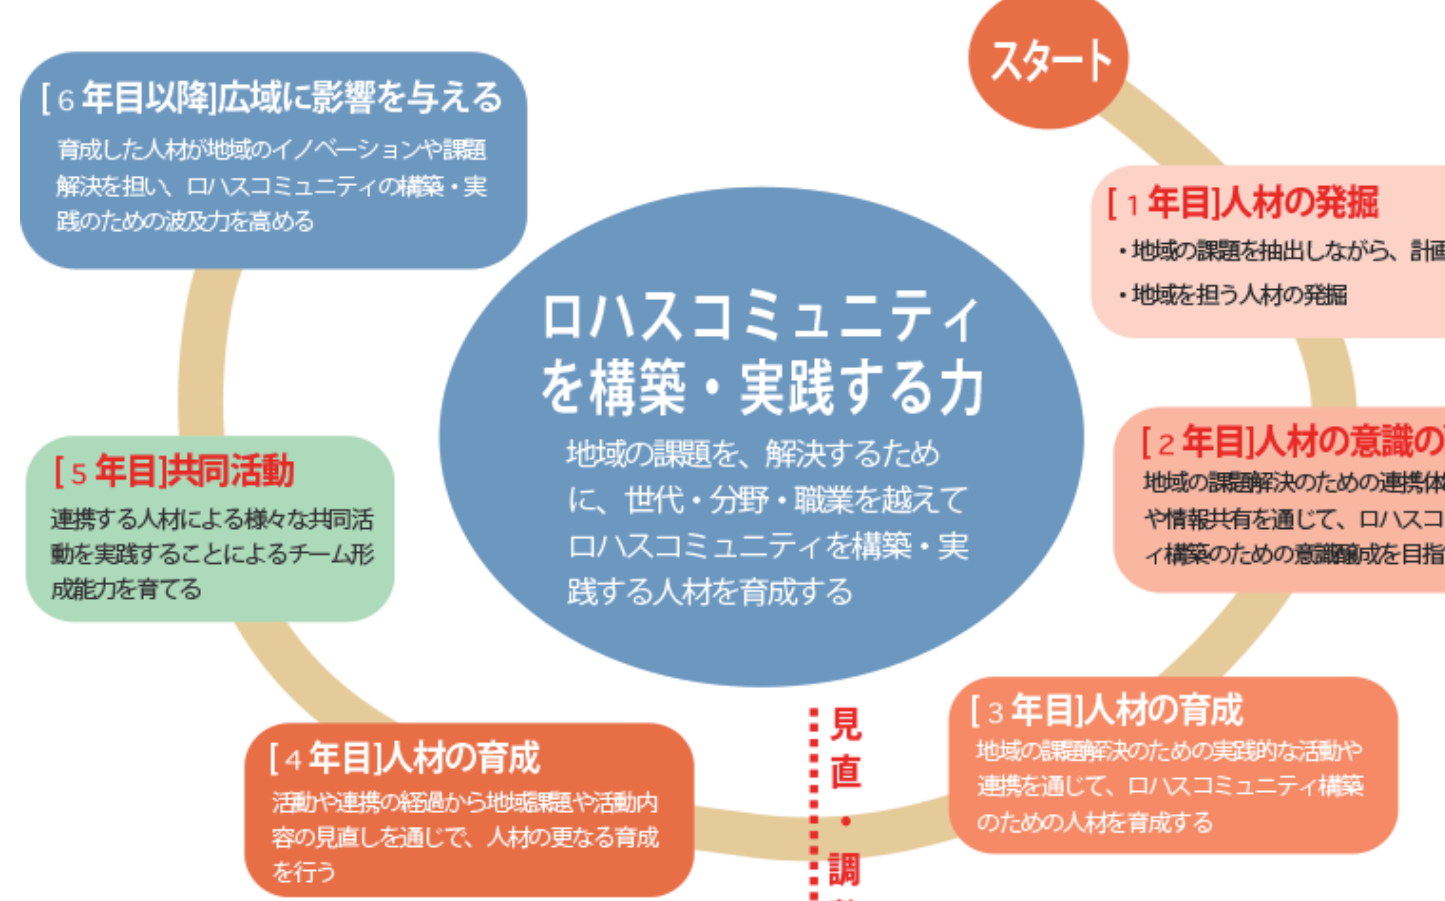 スタート
[1年目]人材の発掘
・地域の課題を抽出しながら、計画
・地域を担う人材の発掘
[2年目]人材の意識の
地域の課題解決のための連携体
や情報共有を通じて、ロハスコ
ィ構築のための意識醸成を目指
[3年目]人材の育成
地域の課題解決のための実践的な活動や
連携を通じて、ロハスコミュニティ構築
のための人材を育成する
見直・調
[4年目]人材の育成
活動や連携の経過から地域課題や活動内
容の見直しを通じで、人材の更なる育成
を行う
[5年目]共同活動
連携する人材による様々な共同活
動を実践することによるチーム形
成能力を育てる
[6年目以降]広域に影響を与える
育成した人材が地域のイノベーションや課題
解決を担い、ロハスコミュニティの構築・実
践のための波及力を高める
ロハスコミュニティ
を構築・実践する力
地域の課題を、解決するため
に、世代・分野・職業を越えて
ロハスコミュニティを構築・実
践する人材を育成する